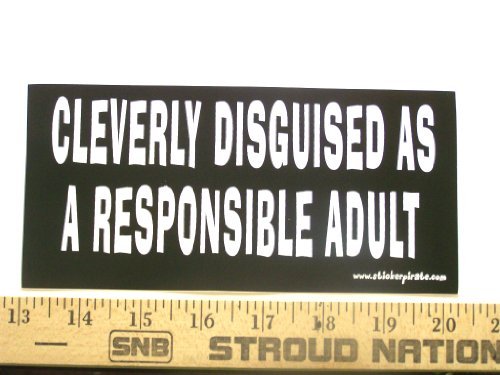 CLEVERLY DISGUISED AS
A RESPONSIBLE ADULT
www.stickerpirate.com
13 14 15 16 17 18 19 20
SNB STROUD NATION